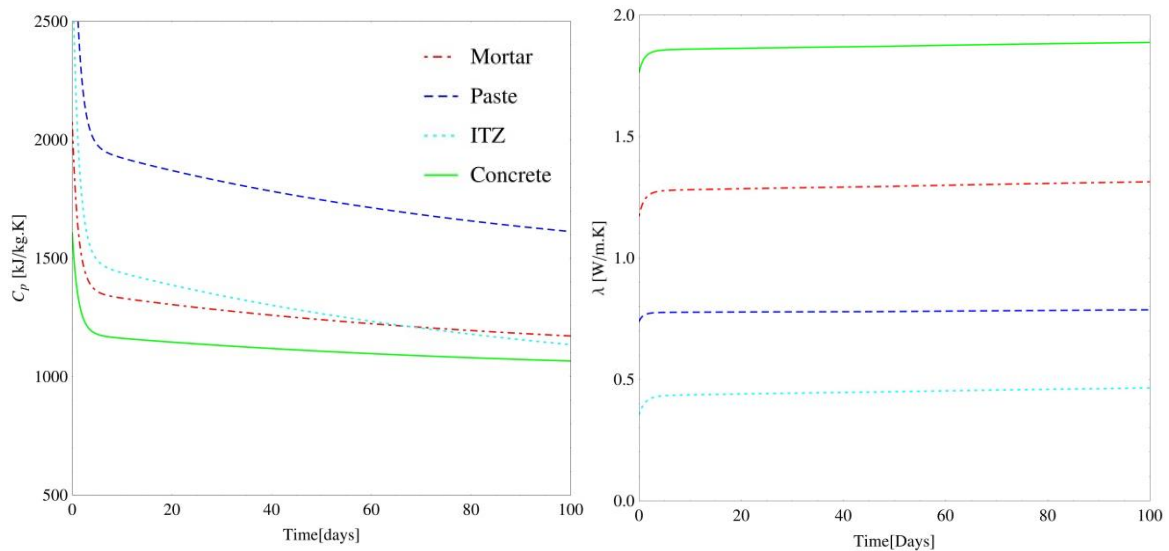 2500
2000
1500
1000
500
C_p [kJ/kg.K]
Mortar
Paste
ITZ
Concrete
0 20 40 60 80 100
Time[days]
2.0
1.5
1.0
0.5
0.0
λ [W/m.K]
0 20 40 60 80 100
Time[Days]